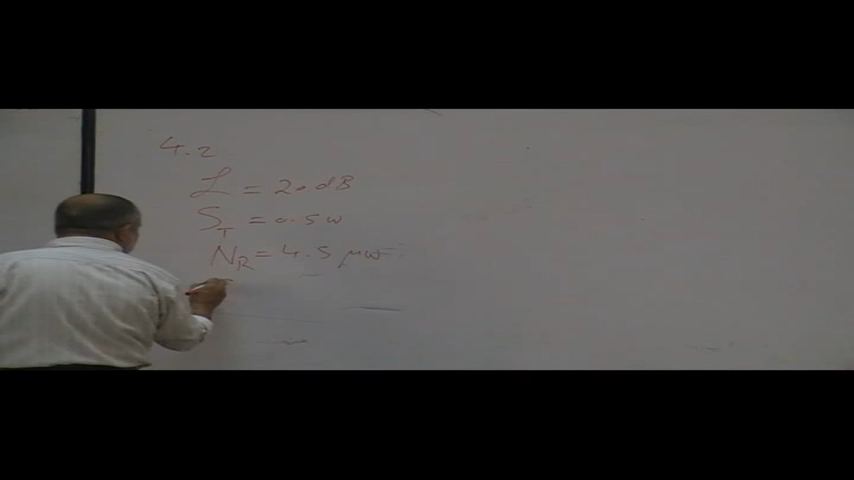 4.2
L = 20 dB
S_T = 0.5 w
N_R = 4.5 μw